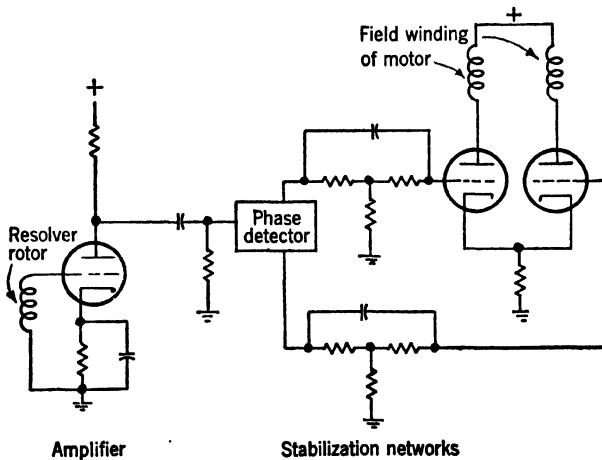 Field winding
of motor
+
+
Resolver
rotor
Phase
detector
Amplifier
Stabilization networks